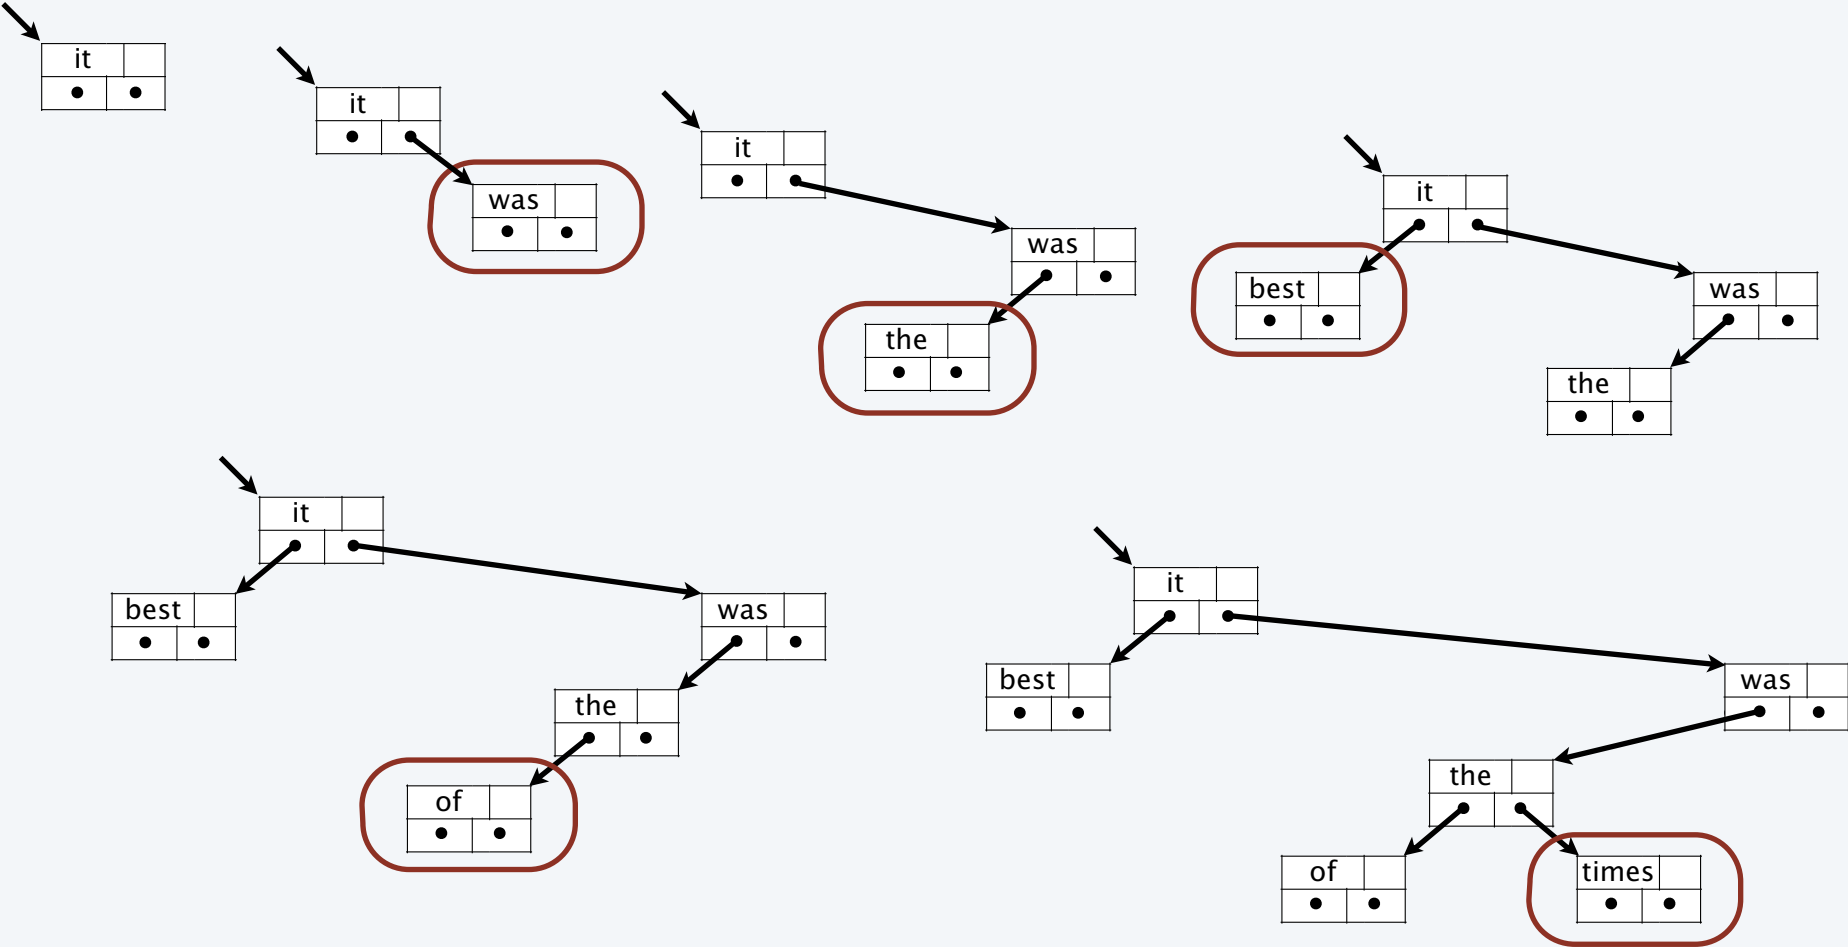 it
it
was
it
was
the
it
best
was
the
it
best
was
the
of
it
best
was
the
of
times